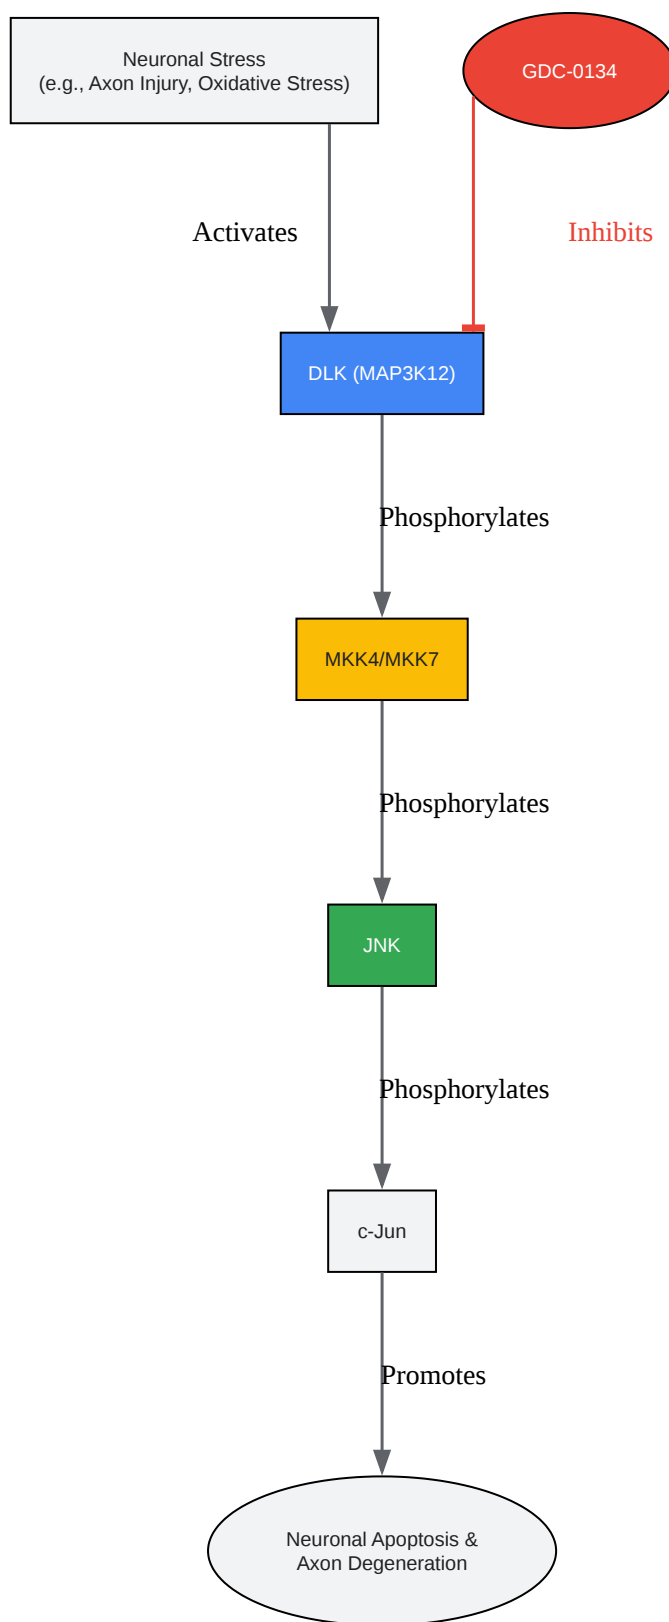 Neuronal Stress
(e.g., Axon Injury, Oxidative Stress)
GDC-0134
Activates
Inhibits
DLK (MAP3K12)
Phosphorylates
MKK4/MKK7
Phosphorylates
JNK
Phosphorylates
c-Jun
Promotes
Neuronal Apoptosis &
Axon Degeneration